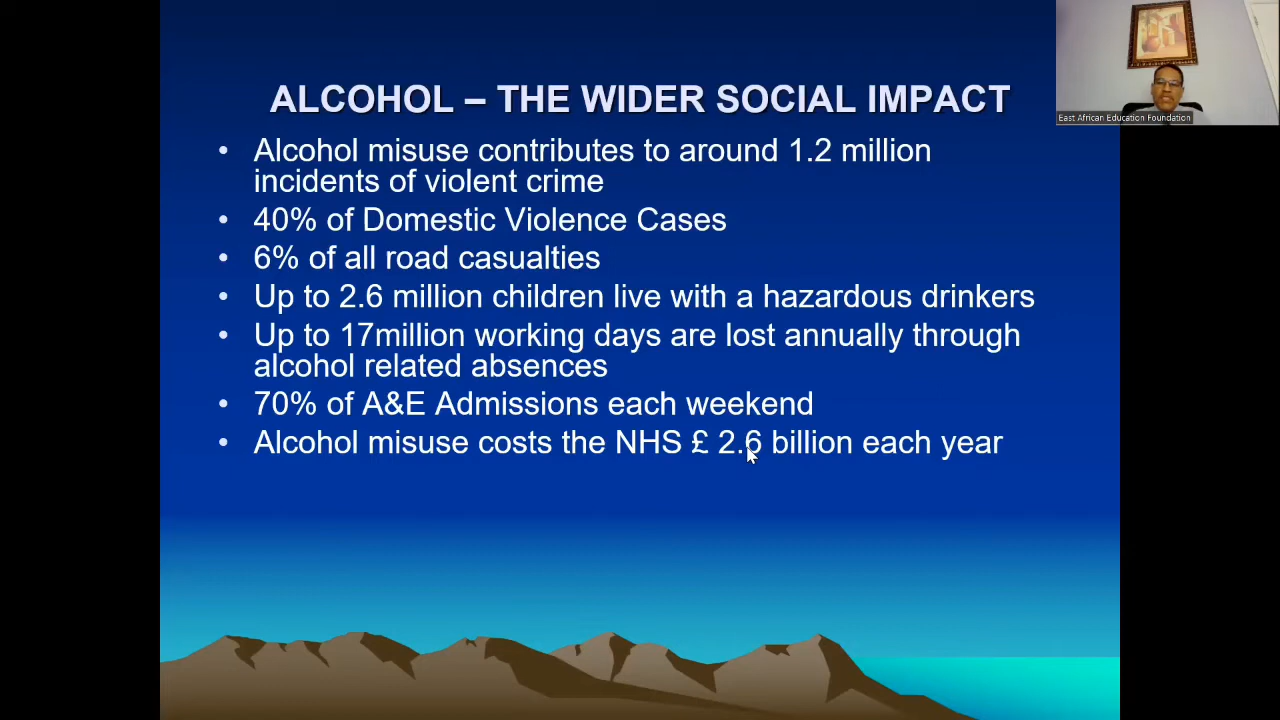 ALCOHOL – THE WIDER SOCIAL IMPACT
• Alcohol misuse contributes to around 1.2 million
incidents of violent crime
• 40% of Domestic Violence Cases
• 6% of all road casualties
• Up to 2.6 million children live with a hazardous drinkers
• Up to 17million working days are lost annually through
alcohol related absences
• 70% of A&E Admissions each weekend
• Alcohol misuse costs the NHS £ 2.6 billion each year
East African Education Foundation